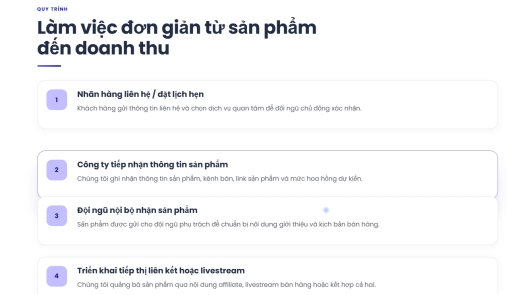 QUY TRÌNH
Làm việc đơn giản từ sản phẩm
đến doanh thu
1
Nhãn hàng liên hệ / đặt lịch hẹn
Khách hàng gửi thông tin liên hệ và chọn dịch vụ quan tâm để đội ngũ chủ động xác nhận.
2
Công ty tiếp nhận thông tin sản phẩm
Chúng tôi ghi nhận thông tin sản phẩm, kênh bán, link sản phẩm và mức hoa hồng dự kiến.
3
Đội ngũ nội bộ nhận sản phẩm
Sản phẩm được gửi cho đội ngũ phụ trách để chuẩn bị nội dung giới thiệu và kịch bản bán hàng.
4
Triển khai tiếp thị liên kết hoặc livestream
Chúng tôi quảng bá sản phẩm qua nội dung affiliate, livestream bán hàng hoặc kết hợp cả hai.